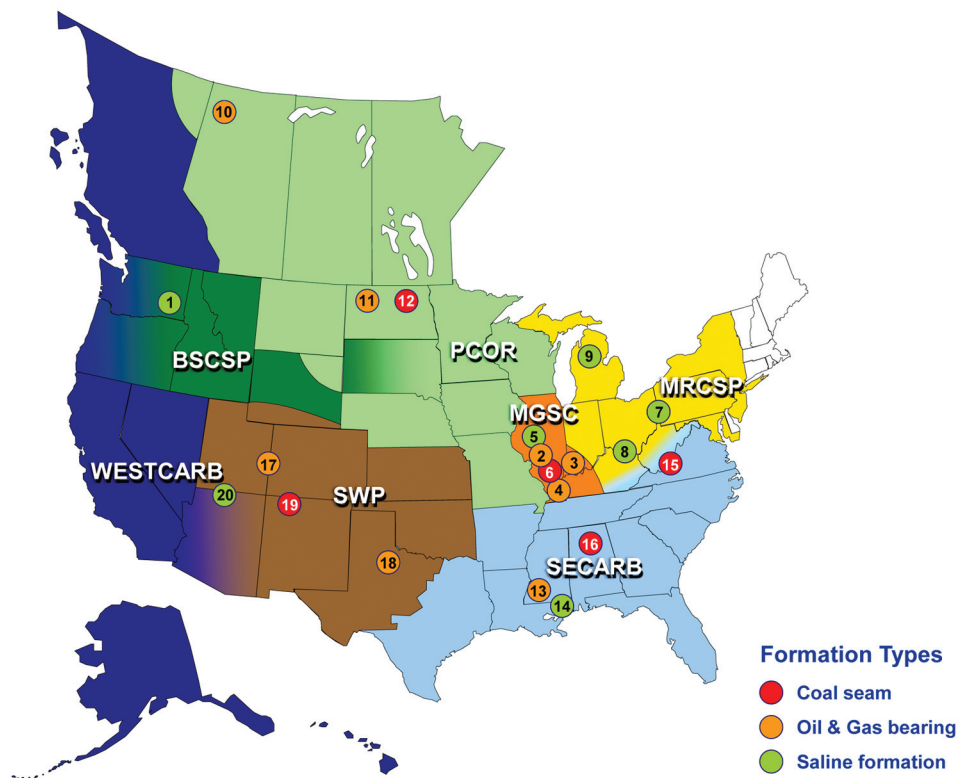 10
1
11
12
BSCSP
PCOR
9
MRCSP
MGSC
7
5
2
3
8
6
15
4
17
WESTCARB
20
19
SWP
16
18
SECARB
13
14
Formation Types
Coal seam
Oil & Gas bearing
Saline formation